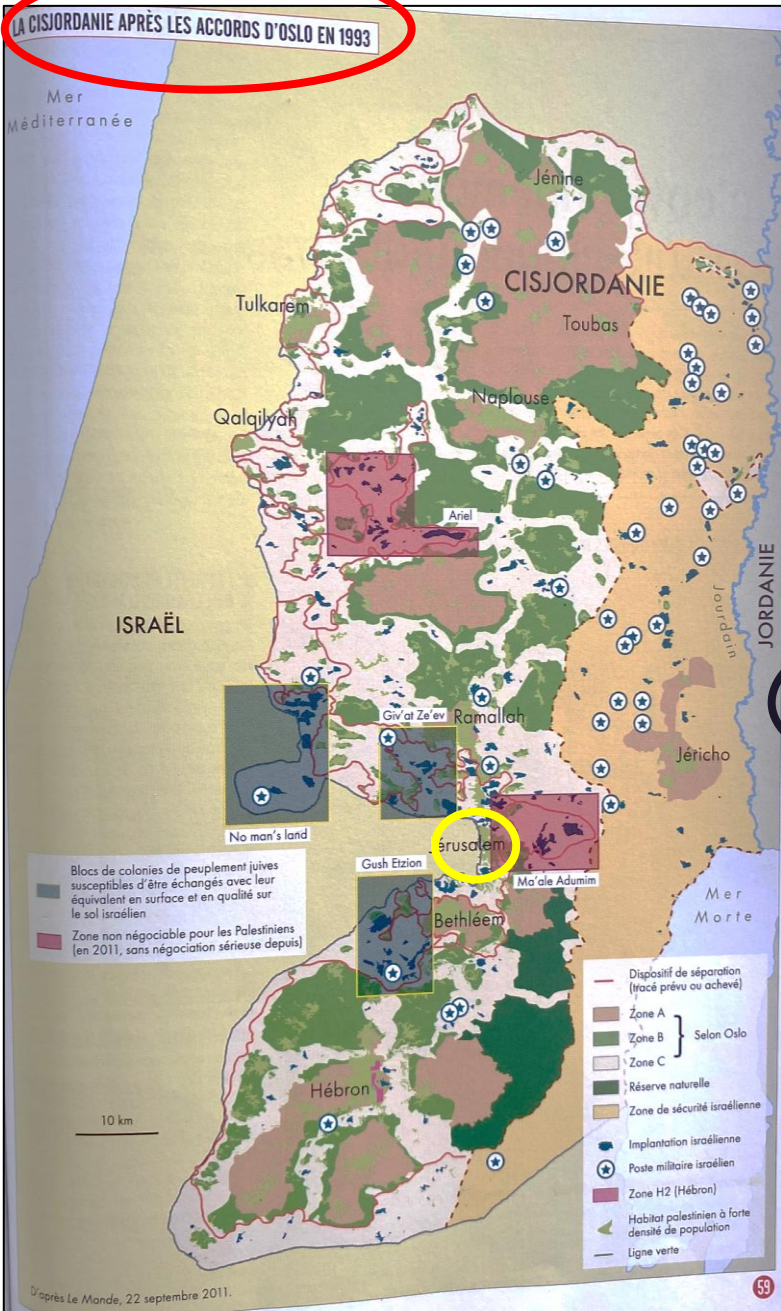 LA CISJORDANIE APRÈS LES ACCORDS D'OSLO EN 1993
Mer
Méditerranée
Jénine
CISJORDANIE
Tulkarem
Toubas
Naplouse
Qalqilyah
Ariel
ISRAËL
JORDANIE
Jourdain
Giv'at Ze'ev
Ramallah
Jéricho
No man's land
Jérusalem
Gush Etzion
Ma'ale Adumim
Blocs de colonies de peuplement juives
susceptibles d'être échangés avec leur
équivalent en surface et en qualité sur
le sol israélien
Zone non négociable pour les Palestiniens
(en 2011, sans négociation sérieuse depuis)
Bethléem
Mer
Morte
Hébron
10 km
Dispositif de séparation
(tracé prévu ou achevé)
Zone A
Zone B
Selon Oslo
Zone C
Réserve naturelle
Zone de sécurité israélienne
Implantation israélienne
Poste militaire israélien
Zone H2 (Hébron)
Habitat palestinien à forte
densité de population
Ligne verte
D'après Le Monde, 22 septembre 2011.
59